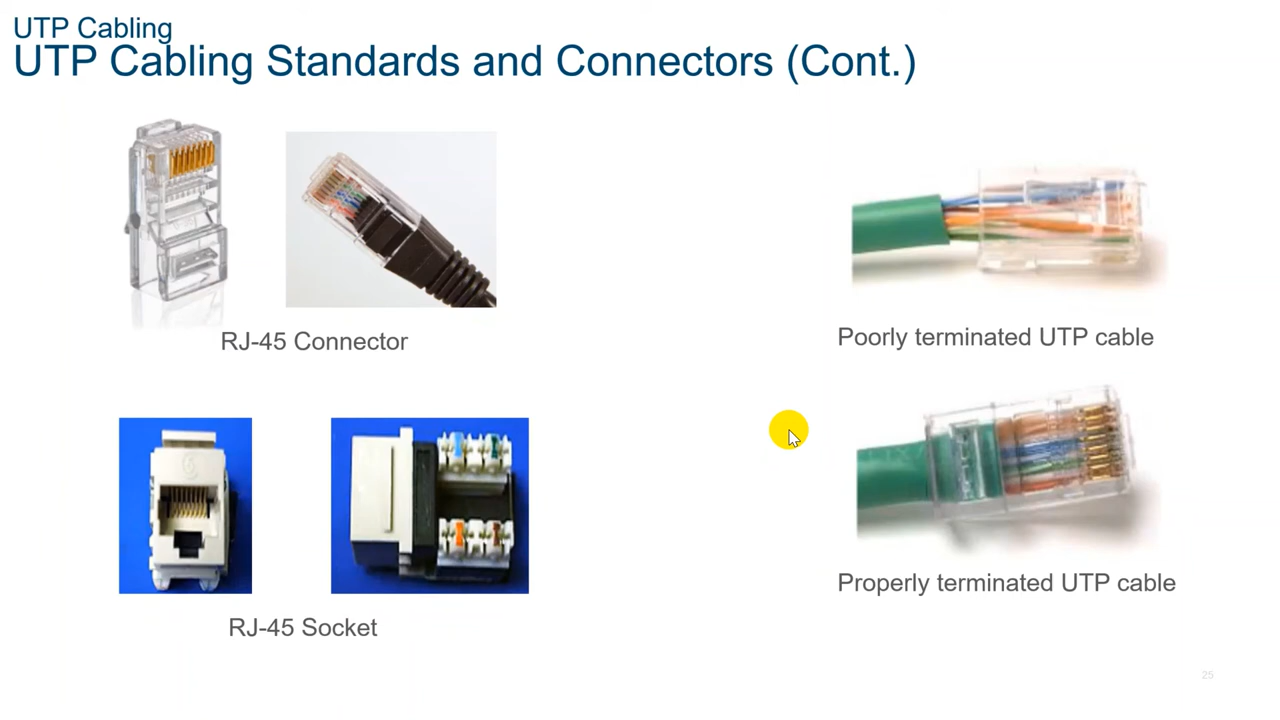 UTP Cabling
UTP Cabling Standards and Connectors (Cont.)
RJ-45 Connector
Poorly terminated UTP cable
RJ-45 Socket
Properly terminated UTP cable
25